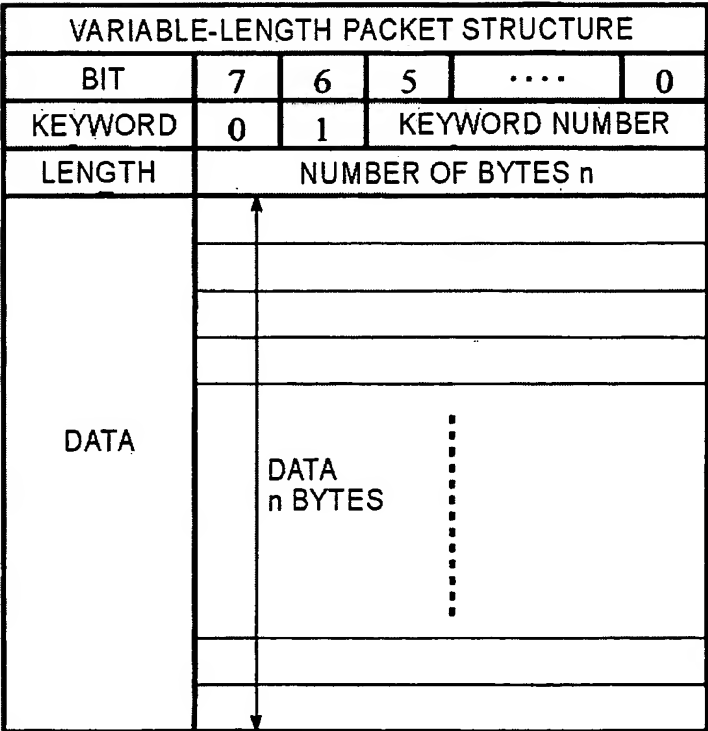 VARIABLE-LENGTH PACKET STRUCTURE
BIT 7 6 5 ···· 0
KEYWORD 0 1 KEYWORD NUMBER
LENGTH NUMBER OF BYTES n
DATA
DATA
n BYTES